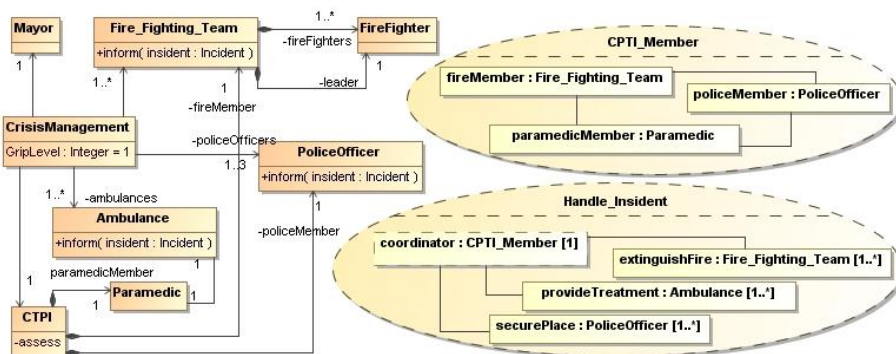 Mayor
1
Fire_Fighting_Team
+inform( insident : Incident )
1..*
-fireFighters
FireFighter
1
-leader
1..*
1
-fireMember
CrisisManagement
GripLevel : Integer = 1
-policeOfficers
1..3
PoliceOfficer
+inform( insident : Incident )
1
-policeMember
1..*
-ambulances
Ambulance
+inform( insident : Incident )
1
1
paramedicMember
1
Paramedic
1
CTPI
-assess
CPTI_Member
fireMember : Fire_Fighting_Team
policeMember : PoliceOfficer
paramedicMember : Paramedic
Handle_Insident
coordinator : CPTI_Member [1]
extinguishFire : Fire_Fighting_Team [1..*]
provideTreatment : Ambulance [1..*]
securePlace : PoliceOfficer [1..*]